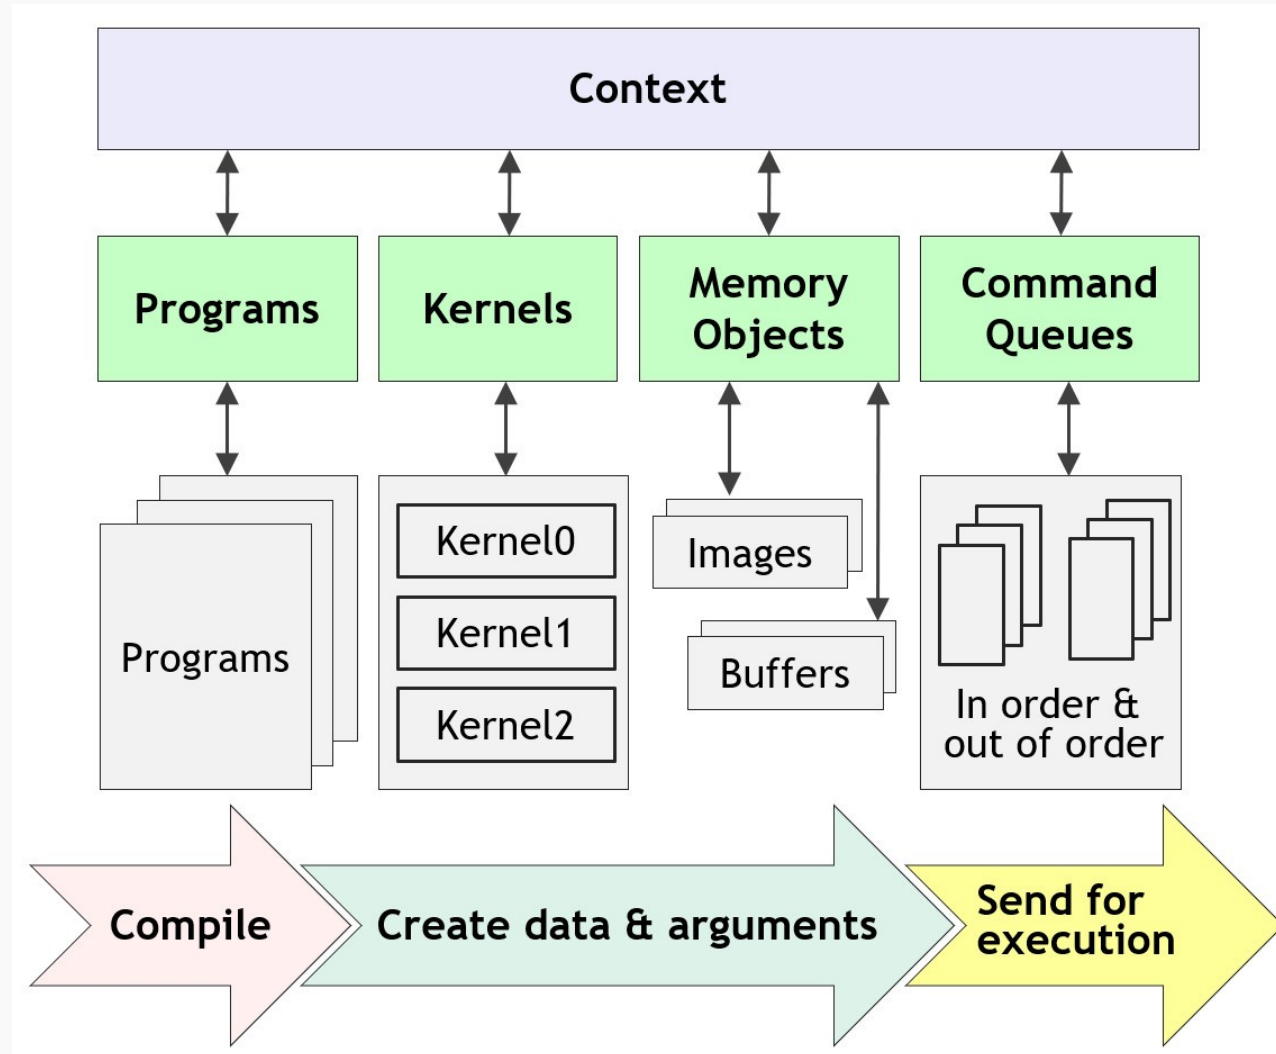 Context
Programs
Kernels
Memory
Objects
Command
Queues
Programs
Kernel0
Kernel1
Kernel2
Images
Buffers
In order &
out of order
Compile
Create data & arguments
Send for
execution